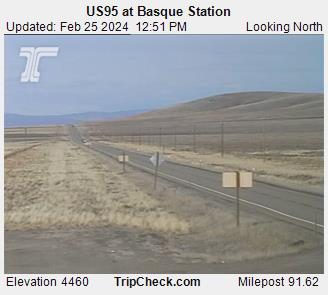 US95 at Basque Station
Updated: Feb 25 2024 12:51 PM Looking North
Elevation 4460 TripCheck.com Milepost 91.62